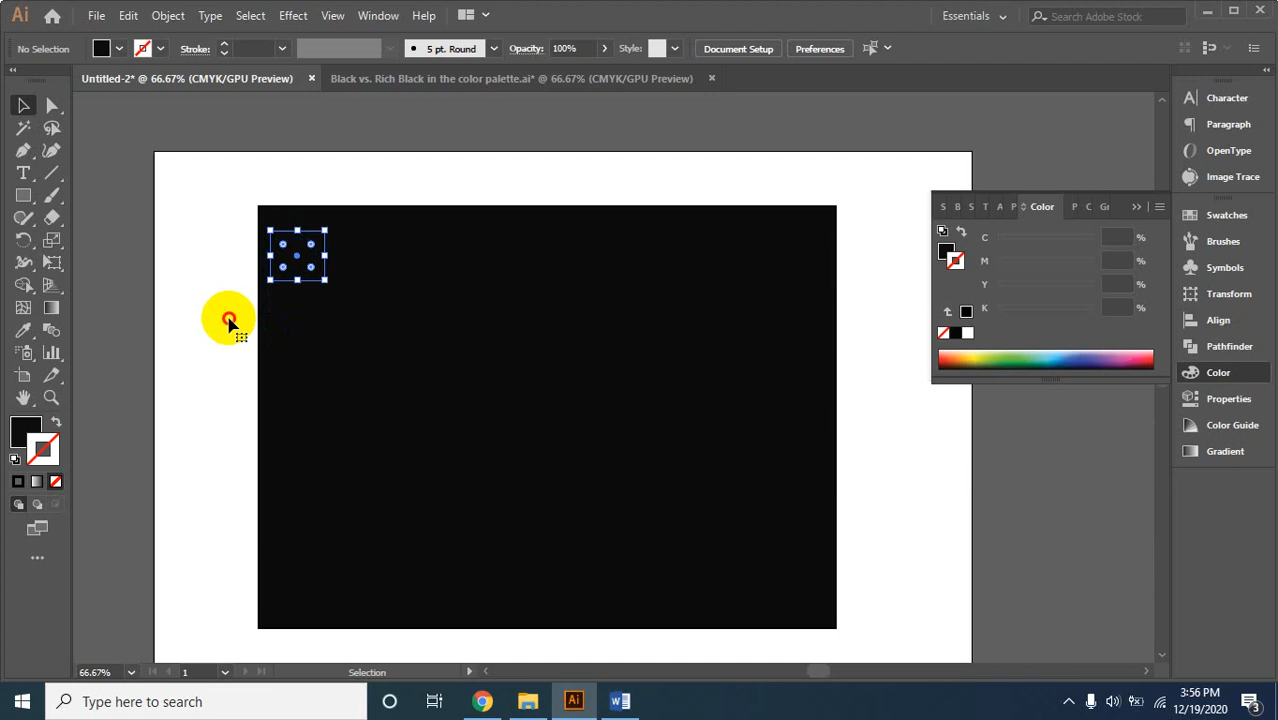 Ai File Edit Object Type Select Effect View Window Help Essentials Search Adobe Stock
No Selection Stroke: 5 pt. Round Opacity: 100% Style: Document Setup Preferences
Untitled-2* @ 66.67% (CMYK/GPU Preview) Black vs. Rich Black in the color palette.ai* @ 66.67% (CMYK/GPU Preview)
Character
Paragraph
OpenType
Image Trace
S B S T A P Color P C Gr
Swatches
C %
Brushes
M %
Symbols
Y %
Transform
K %
Align
Pathfinder
Color
Properties
Color Guide
Gradient
66.67% 1 Selection
Type here to search Ai 3:56 PM
12/19/2020 3